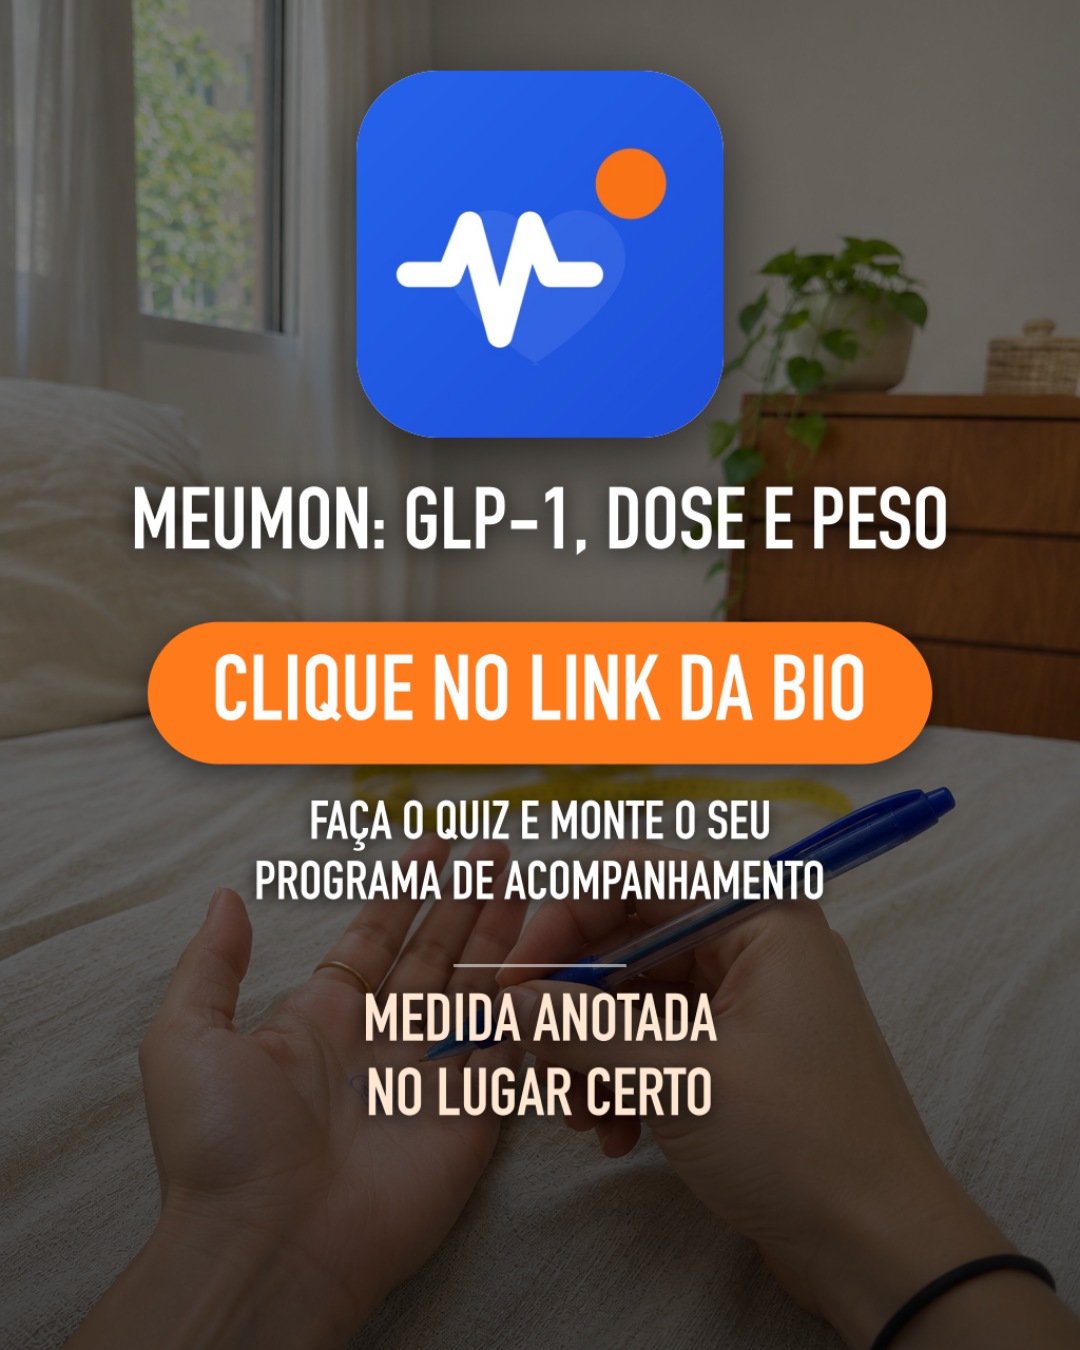 MEUMON: GLP-1, DOSE E PESO
CLIQUE NO LINK DA BIO
FAÇA O QUIZ E MONTE O SEU
PROGRAMA DE ACOMPANHAMENTO
MEDIDA ANOTADA
NO LUGAR CERTO